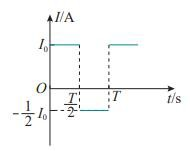 I/A
I₀
O
T/2
T
t/s
-1/2 I₀